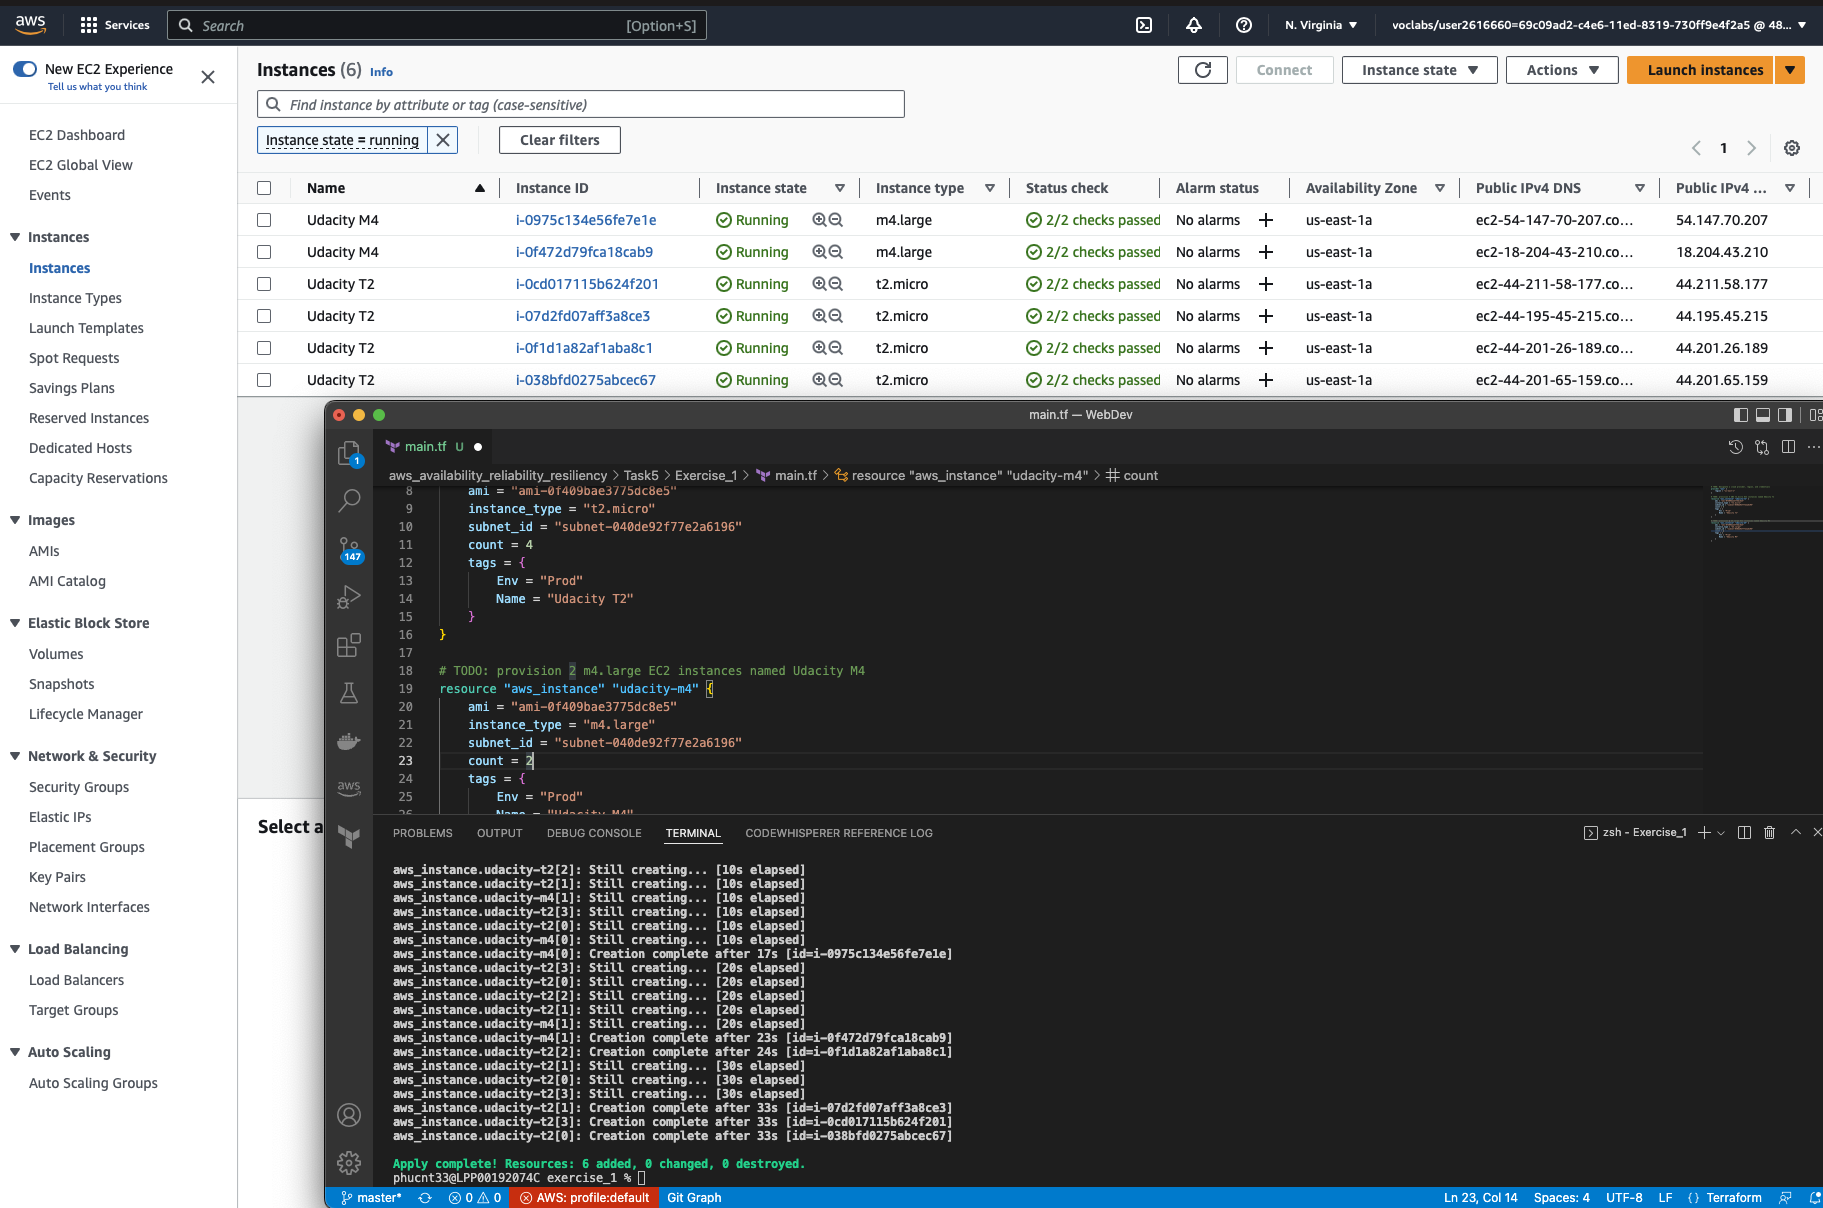 aws Services Search [Option+S] N. Virginia voclabs/user2616660=69c09ad2-c4e6-11ed-8319-730ff9e4f2a5 @ 48...
New EC2 Experience
Tell us what you think
EC2 Dashboard
EC2 Global View
Events
Instances
Instances
Instance Types
Launch Templates
Spot Requests
Savings Plans
Reserved Instances
Dedicated Hosts
Capacity Reservations
Images
AMIs
AMI Catalog
Elastic Block Store
Volumes
Snapshots
Lifecycle Manager
Network & Security
Security Groups
Elastic IPs
Placement Groups
Key Pairs
Network Interfaces
Load Balancing
Load Balancers
Target Groups
Auto Scaling
Auto Scaling Groups
Instances (6) Info
Connect Instance state Actions Launch instances
Find instance by attribute or tag (case-sensitive)
Instance state = running Clear filters
1
Name Instance ID Instance state Instance type Status check Alarm status Availability Zone Public IPv4 DNS Public IPv4 ...
Udacity M4 i-0975c134e56fe7e1e Running m4.large 2/2 checks passed No alarms us-east-1a ec2-54-147-70-207.co... 54.147.70.207
Udacity M4 i-0f472d79fca18cab9 Running m4.large 2/2 checks passed No alarms us-east-1a ec2-18-204-43-210.co... 18.204.43.210
Udacity T2 i-0cd017115b624f201 Running t2.micro 2/2 checks passed No alarms us-east-1a ec2-44-211-58-177.co... 44.211.58.177
Udacity T2 i-07d2fd07aff3a8ce3 Running t2.micro 2/2 checks passed No alarms us-east-1a ec2-44-195-45-215.co... 44.195.45.215
Udacity T2 i-0f1d1a82af1aba8c1 Running t2.micro 2/2 checks passed No alarms us-east-1a ec2-44-201-26-189.co... 44.201.26.189
Udacity T2 i-038bfd0275abcec67 Running t2.micro 2/2 checks passed No alarms us-east-1a ec2-44-201-65-159.co... 44.201.65.159
Select a
main.tf — WebDev
1
147
aws
main.tf U
aws_availability_reliability_resiliency > Task5 > Exercise_1 > main.tf > resource "aws_instance" "udacity-m4" > count
8 ami = "ami-0f409bae3775dc8e5"
9 instance_type = "t2.micro"
10 subnet_id = "subnet-040de92f77e2a6196"
11 count = 4
12 tags = {
13 Env = "Prod"
14 Name = "Udacity T2"
15 }
16 }
17
18 # TODO: provision 2 m4.large EC2 instances named Udacity M4
19 resource "aws_instance" "udacity-m4" {
20 ami = "ami-0f409bae3775dc8e5"
21 instance_type = "m4.large"
22 subnet_id = "subnet-040de92f77e2a6196"
23 count = 2
24 tags = {
25 Env = "Prod"
26 Name = "Udacity M4"
PROBLEMS OUTPUT DEBUG CONSOLE TERMINAL CODEWHISPERER REFERENCE LOG zsh - Exercise_1
aws_instance.udacity-t2[2]: Still creating... [10s elapsed]
aws_instance.udacity-t2[1]: Still creating... [10s elapsed]
aws_instance.udacity-m4[1]: Still creating... [10s elapsed]
aws_instance.udacity-t2[3]: Still creating... [10s elapsed]
aws_instance.udacity-t2[0]: Still creating... [10s elapsed]
aws_instance.udacity-m4[0]: Still creating... [10s elapsed]
aws_instance.udacity-m4[0]: Creation complete after 17s [id=i-0975c134e56fe7e1e]
aws_instance.udacity-t2[3]: Still creating... [20s elapsed]
aws_instance.udacity-t2[0]: Still creating... [20s elapsed]
aws_instance.udacity-t2[2]: Still creating... [20s elapsed]
aws_instance.udacity-t2[1]: Still creating... [20s elapsed]
aws_instance.udacity-m4[1]: Still creating... [20s elapsed]
aws_instance.udacity-m4[1]: Creation complete after 23s [id=i-0f472d79fca18cab9]
aws_instance.udacity-t2[2]: Creation complete after 24s [id=i-0f1d1a82af1aba8c1]
aws_instance.udacity-t2[1]: Still creating... [30s elapsed]
aws_instance.udacity-t2[0]: Still creating... [30s elapsed]
aws_instance.udacity-t2[3]: Still creating... [30s elapsed]
aws_instance.udacity-t2[1]: Creation complete after 33s [id=i-07d2fd07aff3a8ce3]
aws_instance.udacity-t2[3]: Creation complete after 33s [id=i-0cd017115b624f201]
aws_instance.udacity-t2[0]: Creation complete after 33s [id=i-038bfd0275abcec67]
Apply complete! Resources: 6 added, 0 changed, 0 destroyed.
phucnt33@LPP00192074C exercise_1 %
master* 0 0 AWS: profile:default Git Graph Ln 23, Col 14 Spaces: 4 UTF-8 LF {} Terraform